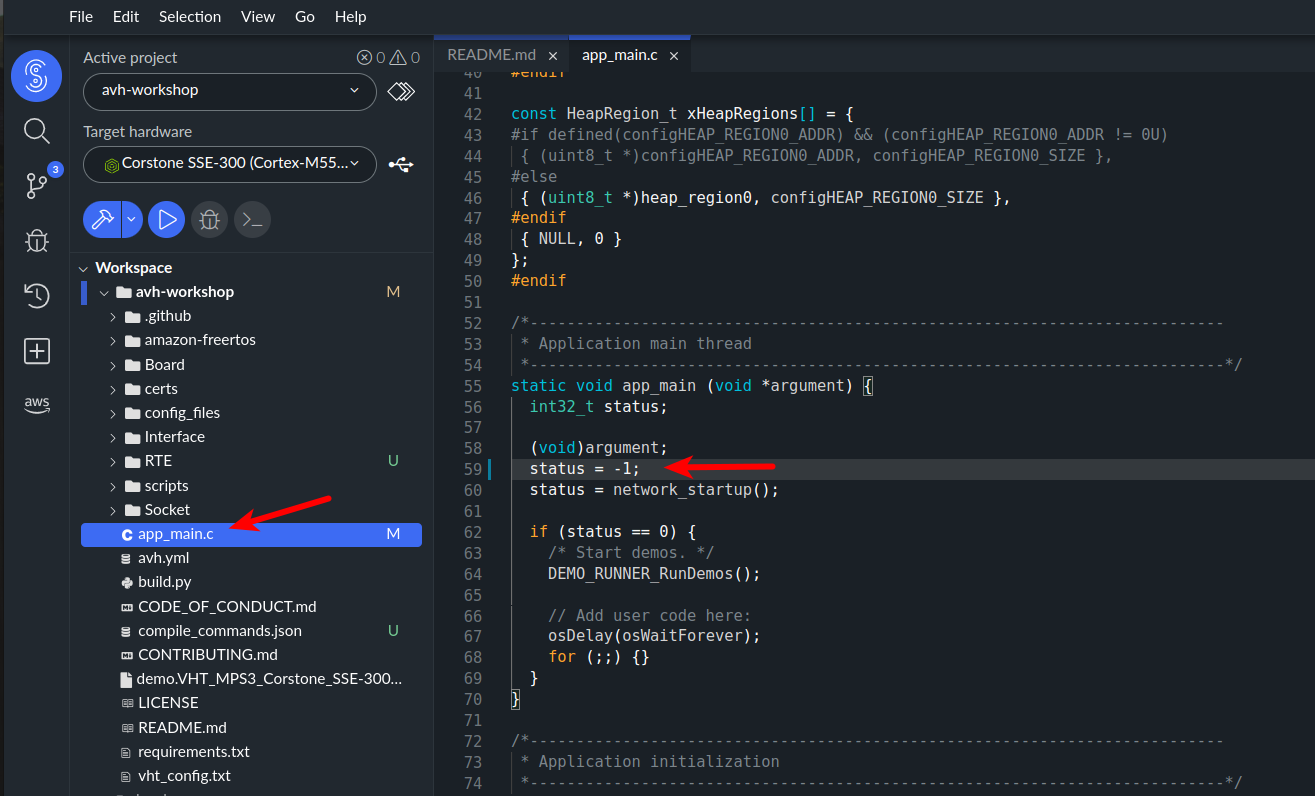 File Edit Selection View Go Help
Active project 0 0
avh-workshop
Target hardware
Corstone SSE-300 (Cortex-M55...
3
aws
Workspace
avh-workshop M
.github
amazon-freertos
Board
certs
config_files
Interface
RTE U
scripts
Socket
app_main.c M
avh.yml
build.py
CODE_OF_CONDUCT.md
compile_commands.json U
CONTRIBUTING.md
demo.VHT_MPS3_Corstone_SSE-300...
LICENSE
README.md
requirements.txt
vht_config.txt
README.md × app_main.c ×
40 #endif
41
42 const HeapRegion_t xHeapRegions[] = {
43 #if defined(configHEAP_REGION0_ADDR) && (configHEAP_REGION0_ADDR != 0U)
44 { (uint8_t *)configHEAP_REGION0_ADDR, configHEAP_REGION0_SIZE },
45 #else
46 { (uint8_t *)heap_region0, configHEAP_REGION0_SIZE },
47 #endif
48 { NULL, 0 }
49 };
50 #endif
51
52 /*---------------------------------------------------------------------------
53 * Application main thread
54 *---------------------------------------------------------------------------*/
55 static void app_main (void *argument) {
56 int32_t status;
57
58 (void)argument;
59 status = -1;
60 status = network_startup();
61
62 if (status == 0) {
63 /* Start demos. */
64 DEMO_RUNNER_RunDemos();
65
66 // Add user code here:
67 osDelay(osWaitForever);
68 for (;;) {}
69 }
70 }
71
72 /*---------------------------------------------------------------------------
73 * Application initialization
74 *---------------------------------------------------------------------------*/